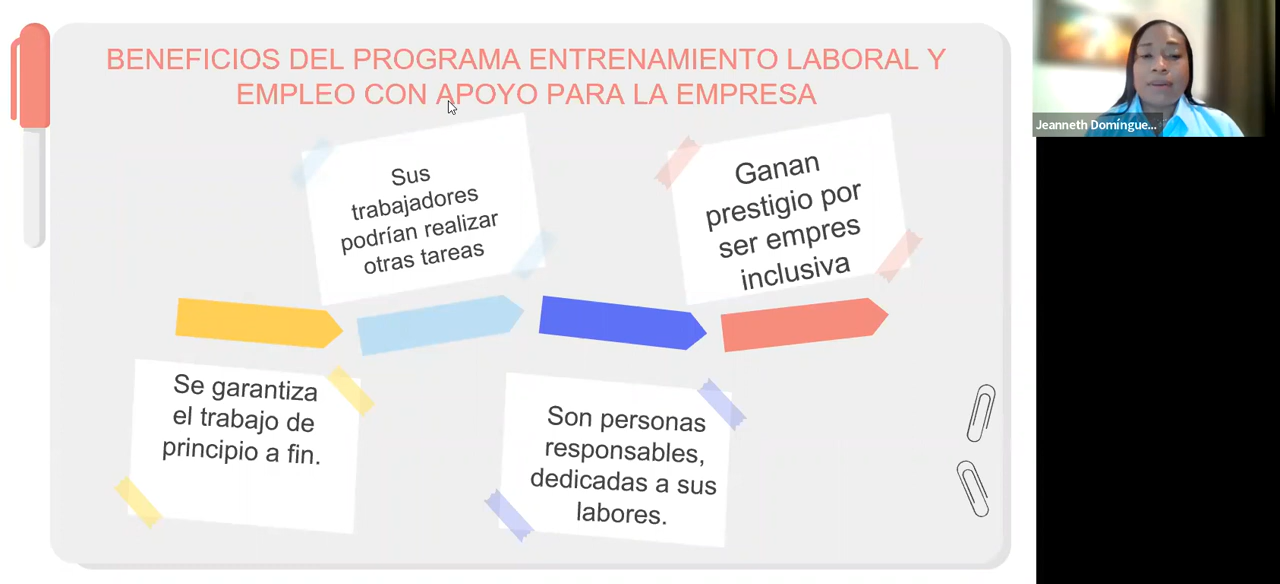 BENEFICIOS DEL PROGRAMA ENTRENAMIENTO LABORAL Y
EMPLEO CON APOYO PARA LA EMPRESA
Jeanneth Domíngue...
Sus
trabajadores
podrían realizar
otras tareas
Ganan
prestigio por
ser empres
inclusiva
Se garantiza
el trabajo de
principio a fin.
Son personas
responsables,
dedicadas a sus
labores.